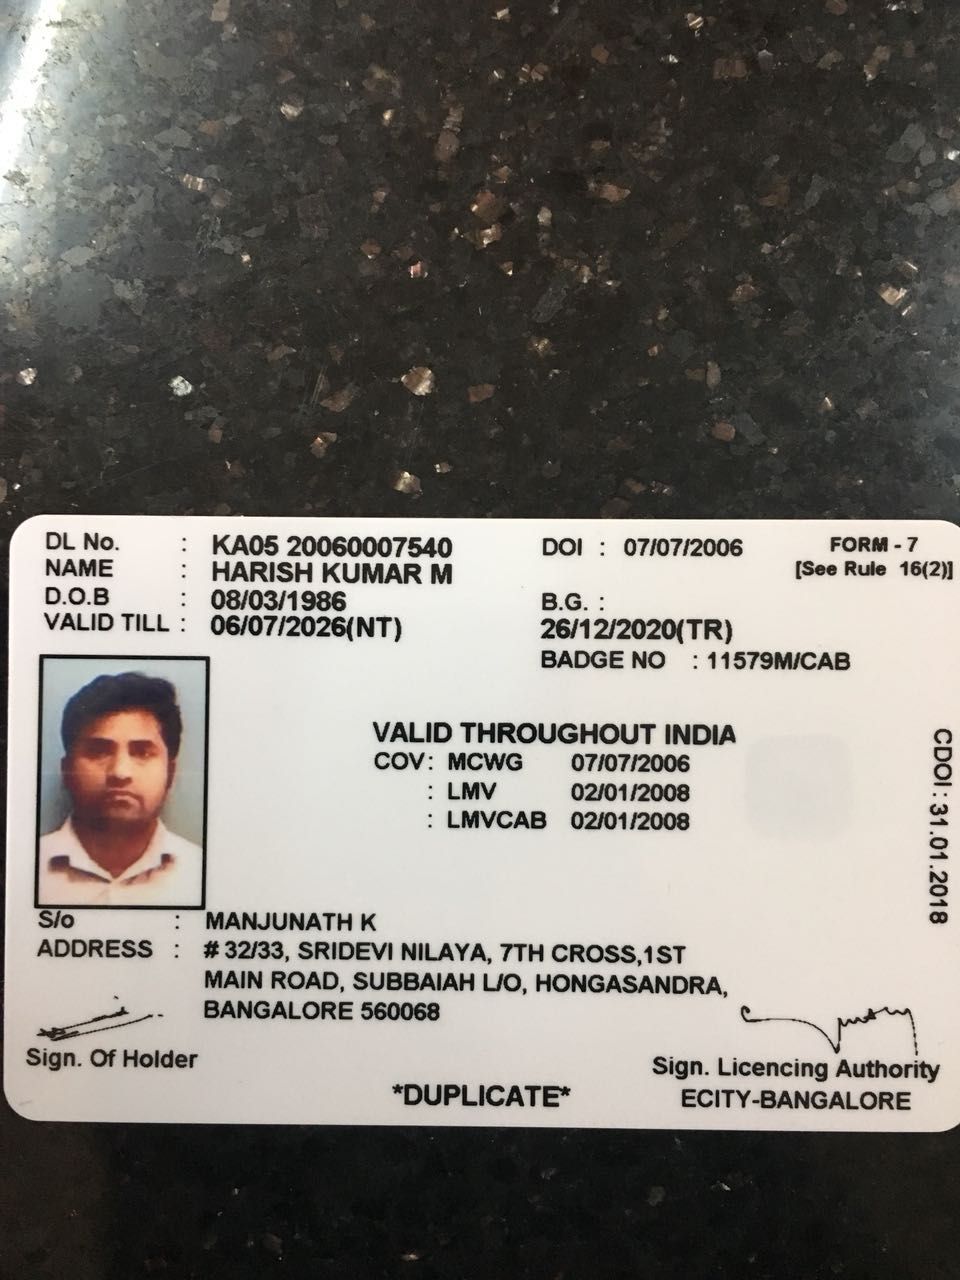 DL No. : KA05 20060007540 DOI : 07/07/2006 FORM - 7
NAME : HARISH KUMAR M [See Rule 16(2)]
D.O.B : 08/03/1986 B.G. :
VALID TILL : 06/07/2026(NT) 26/12/2020(TR)
BADGE NO : 11579M/CAB
VALID THROUGHOUT INDIA
COV : MCWG 07/07/2006
: LMV 02/01/2008
: LMVCAB 02/01/2008
CDOI : 31.01.2018
S/o : MANJUNATH K
ADDRESS : # 32/33, SRIDEVI NILAYA, 7TH CROSS,1ST
MAIN ROAD, SUBBAIAH L/O, HONGASANDRA,
BANGALORE 560068
Sign. Of Holder
Sign. Licencing Authority
*DUPLICATE* ECITY-BANGALORE